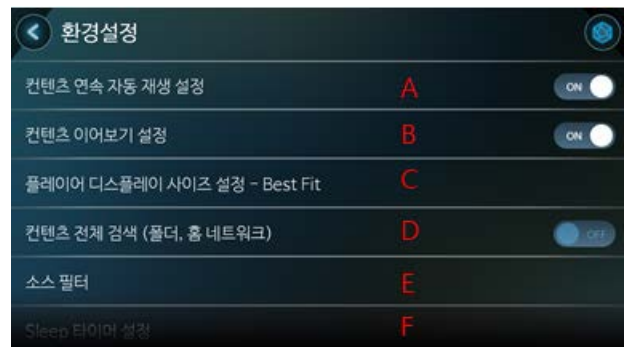 환경설정
컨텐츠 연속 자동 재생 설정 A ON
컨텐츠 이어보기 설정 B ON
플레이어 디스플레이 사이즈 설정 - Best Fit C
컨텐츠 전체 검색 (폴더, 홈 네트워크) D OFF
소스 필터 E
Sleep 타이머 설정 F